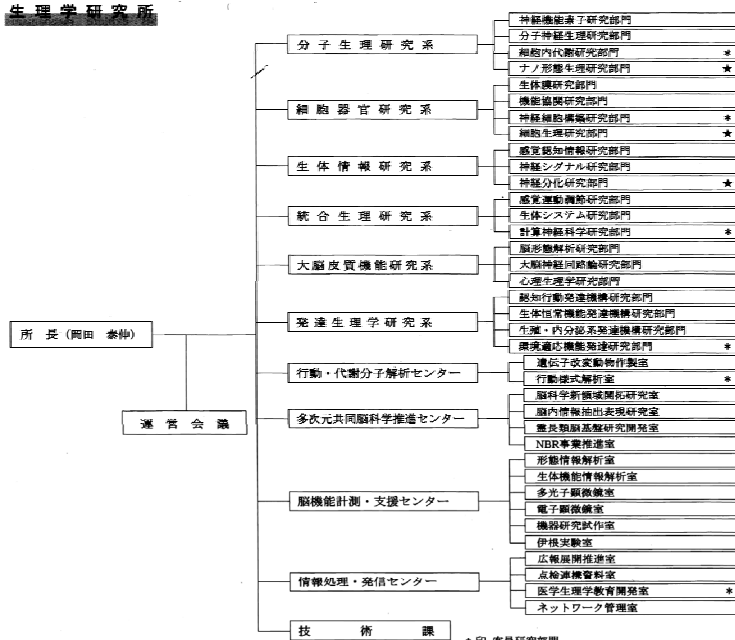 生理学研究所
所長（岡田 泰伸）
運営会議
分子生理研究系
神経機能素子研究部門
分子神経生理研究部門
細胞内代謝研究部門 *
ナノ形態生理研究部門 ★
細胞器官研究系
生体膜研究部門
機能協関研究部門
神経細胞構築研究部門 *
細胞生理研究部門 ★
生体情報研究系
感覚認知情報研究部門
神経シグナル研究部門
神経分化研究部門 ★
統合生理研究系
感覚運動調節研究部門
生体システム研究部門
計算神経科学研究部門 *
大脳皮質機能研究系
脳形態解析研究部門
大脳神経回路論研究部門
心理生理学研究部門
発達生理学研究系
認知行動発達機構研究部門
生体恒常機能発達機構研究部門
生殖・内分泌系発達機構研究部門
環境適応機能発達研究部門 *
行動・代謝分子解析センター
遺伝子改変動物作製室
行動様式解析室 *
多次元共同脳科学推進センター
脳科学新領域開拓研究室
脳内情報抽出表現研究室
霊長類脳基盤研究開発室
NBR事業推進室
脳機能計測・支援センター
形態情報解析室
生体機能情報解析室
多光子顕微鏡室
電子顕微鏡室
機器研究試作室
伊根実験室
情報処理・発信センター
広報展開推進室
点検連携資料室
医学生理学教育開発室 *
ネットワーク管理室
技術課